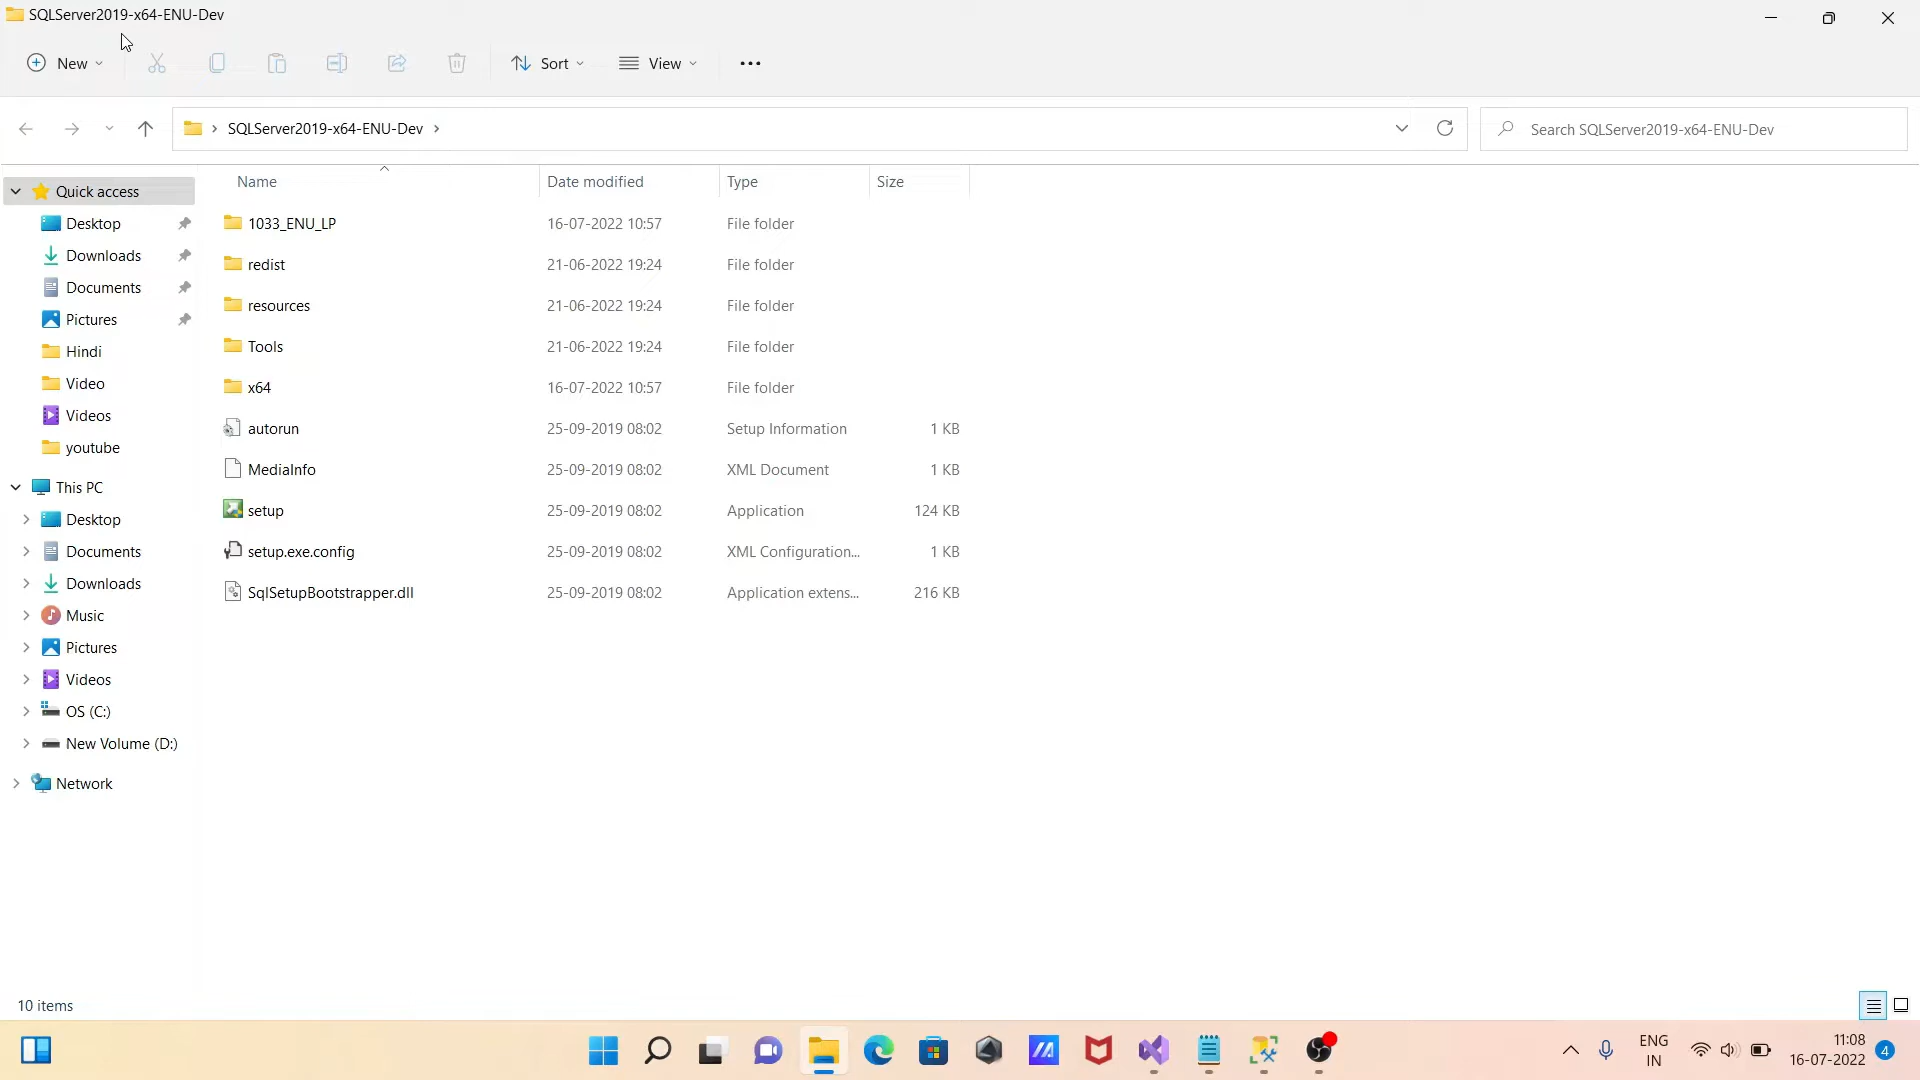 SQLServer2019-x64-ENU-Dev
New Sort View
SQLServer2019-x64-ENU-Dev
Search SQLServer2019-x64-ENU-Dev
Name Date modified Type Size
Quick access
Desktop
Downloads
Documents
Pictures
Hindi
Video
Videos
youtube
This PC
Desktop
Documents
Downloads
Music
Pictures
Videos
OS (C:)
New Volume (D:)
Network
1033_ENU_LP 16-07-2022 10:57 File folder
redist 21-06-2022 19:24 File folder
resources 21-06-2022 19:24 File folder
Tools 21-06-2022 19:24 File folder
x64 16-07-2022 10:57 File folder
autorun 25-09-2019 08:02 Setup Information 1 KB
MediaInfo 25-09-2019 08:02 XML Document 1 KB
setup 25-09-2019 08:02 Application 124 KB
setup.exe.config 25-09-2019 08:02 XML Configuration... 1 KB
SqlSetupBootstrapper.dll 25-09-2019 08:02 Application extens... 216 KB
10 items
ENG
IN
11:08
16-07-2022
4